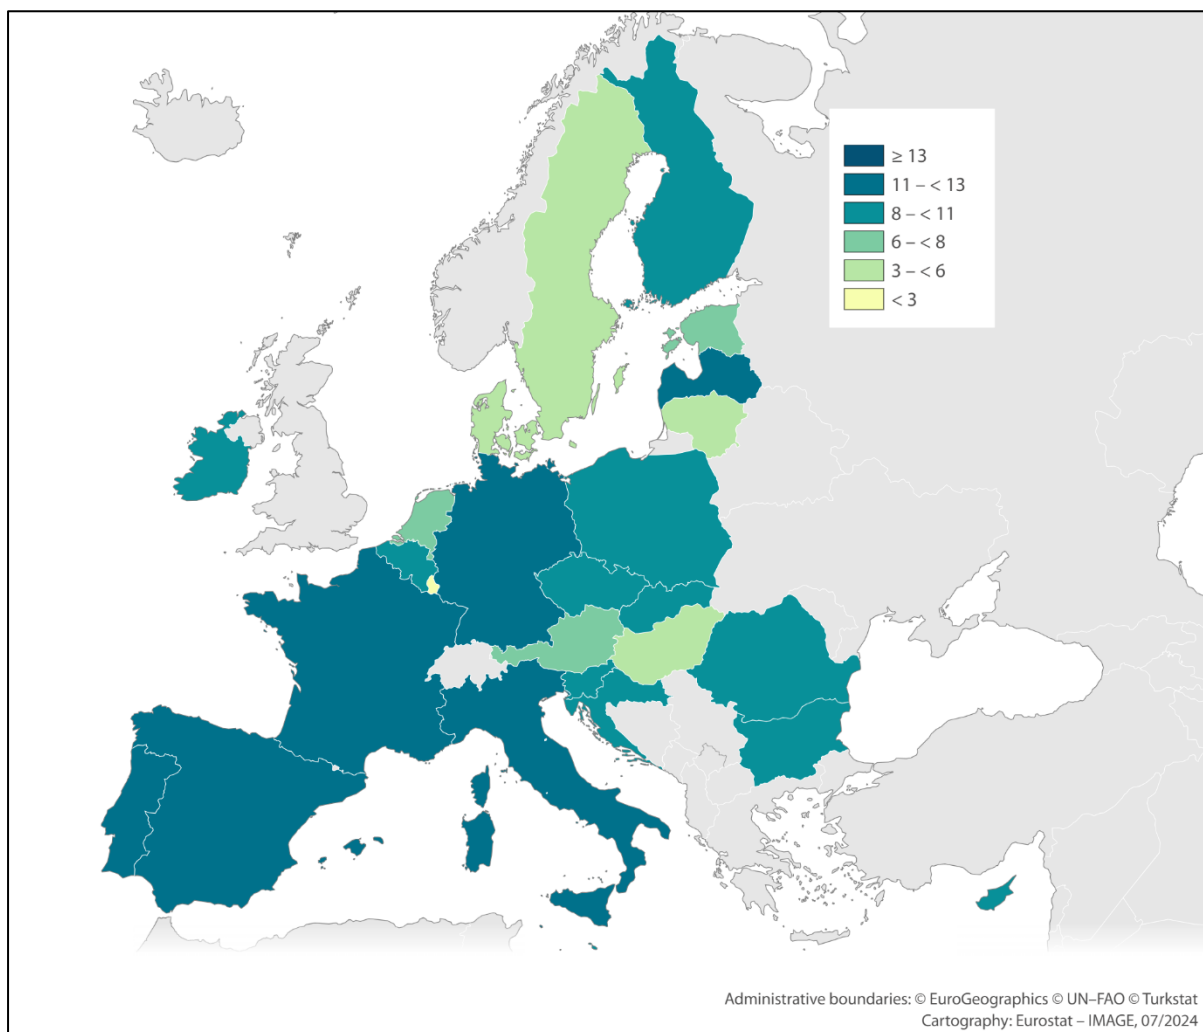 ≥ 13
11 – < 13
8 – < 11
6 – < 8
3 – < 6
< 3
Administrative boundaries: © EuroGeographics © UN–FAO © Turkstat
Cartography: Eurostat – IMAGE, 07/2024